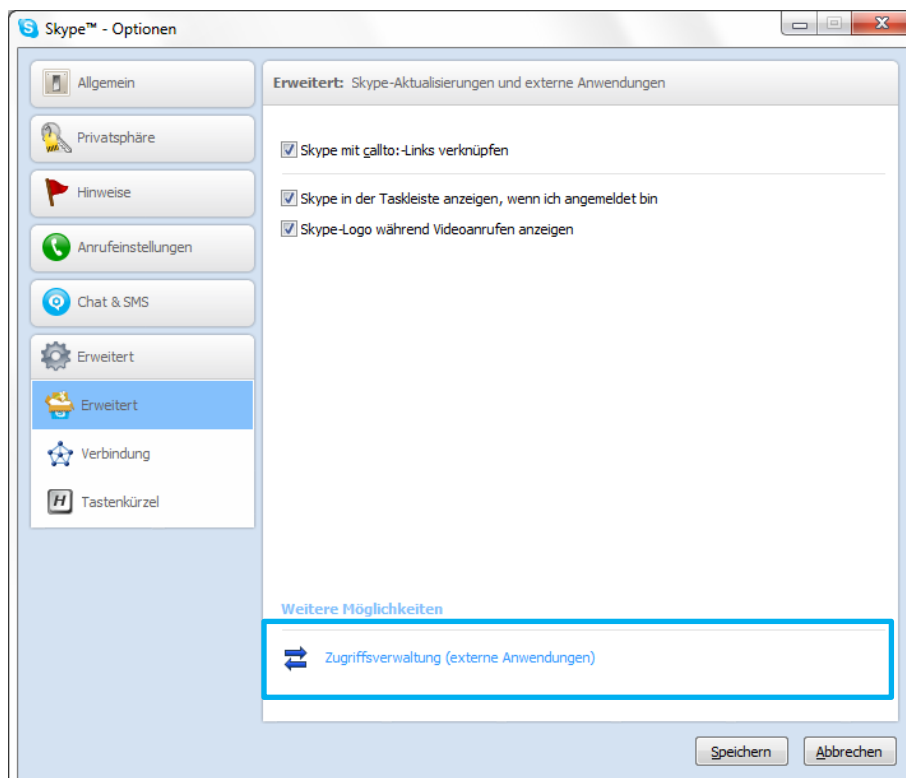 Skype™ - Optionen
Allgemein
Privatsphäre
Hinweise
Anrufeinstellungen
Chat & SMS
Erweitert
Erweitert
Verbindung
H Tastenkürzel
Erweitert: Skype-Aktualisierungen und externe Anwendungen
Skype mit callto:-Links verknüpfen
Skype in der Taskleiste anzeigen, wenn ich angemeldet bin
Skype-Logo während Videoanrufen anzeigen
Weitere Möglichkeiten
Zugriffsverwaltung (externe Anwendungen)
Speichern Abbrechen